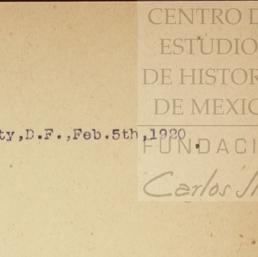 CENTRO D
ESTUDIO
DE HISTOR
DE MEXIC
ty,D.F.,Feb.5th,1920
FUNDACI
Carlos